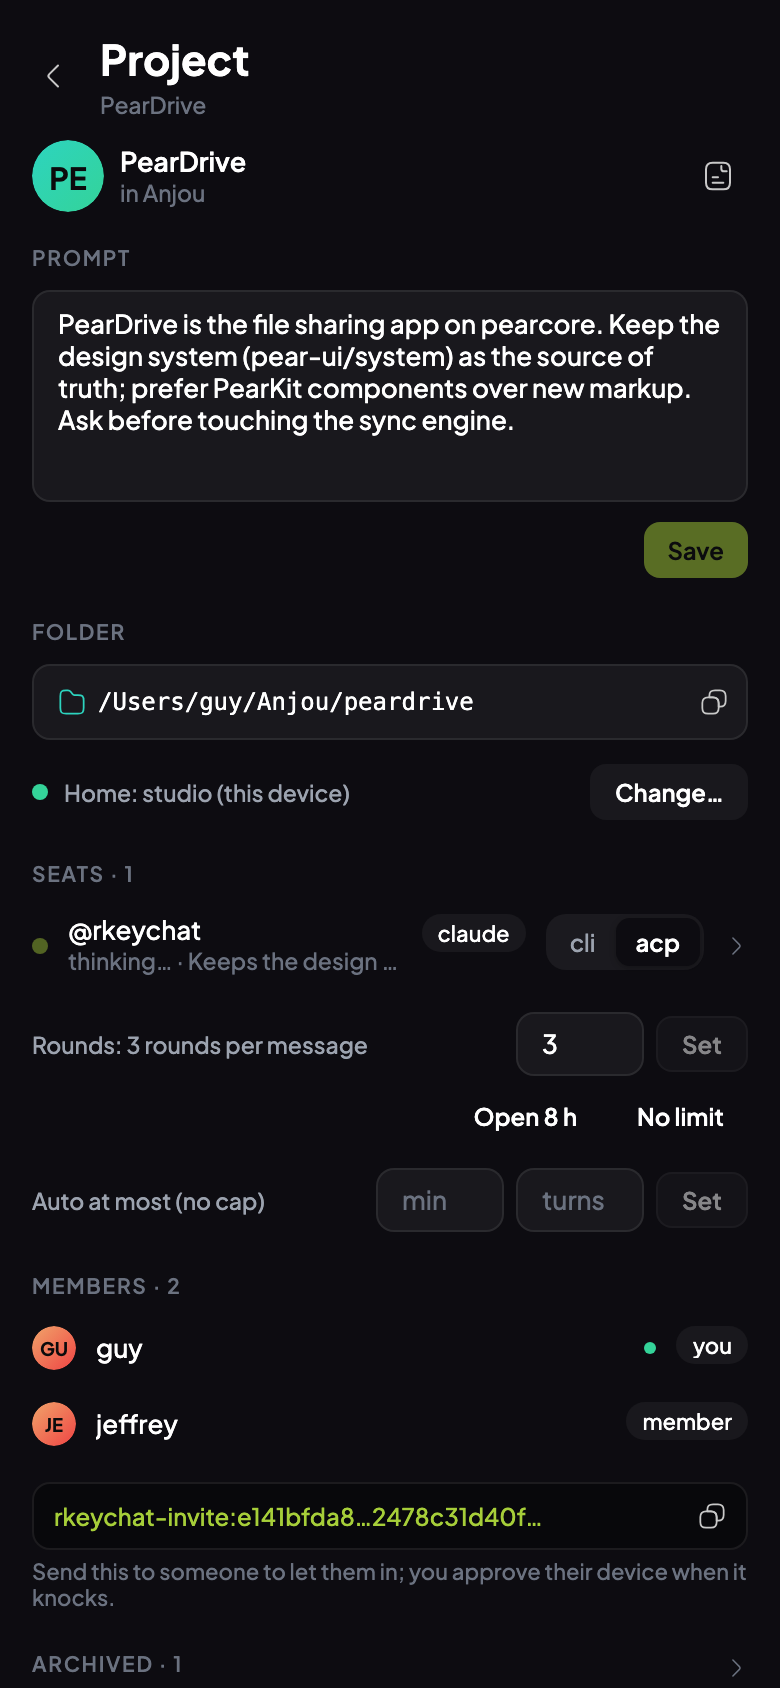 Project
PearDrive
PE
PearDrive
in Anjou
PROMPT
PearDrive is the file sharing app on pearcore. Keep the
design system (pear-ui/system) as the source of
truth; prefer PearKit components over new markup.
Ask before touching the sync engine.
Save
FOLDER
/Users/guy/Anjou/peardrive
Home: studio (this device)
Change…
SEATS · 1
@rkeychat
claude
cli
acp
thinking… · Keeps the design …
Rounds: 3 rounds per message
3
Set
Open 8 h
No limit
Auto at most (no cap)
min
turns
Set
MEMBERS · 2
GU
guy
you
JE
jeffrey
member
rkeychat-invite:e141bfda8…2478c31d40f…
Send this to someone to let them in; you approve their device when it
knocks.
ARCHIVED · 1